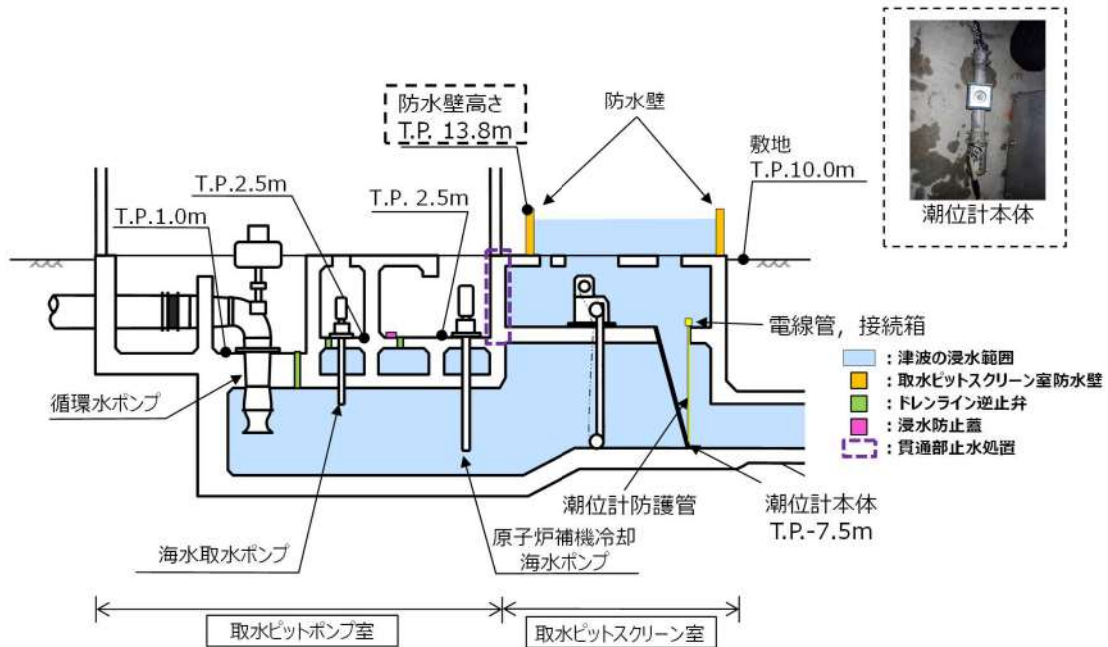 防水壁高さ
T.P. 13.8m
防水壁
敷地
T.P.10.0m
潮位計本体
T.P.2.5m
T.P. 2.5m
T.P.1.0m
電線管，接続箱
：津波の浸水範囲
：取水ピットスクリーン室防水壁
：ドレンライン逆止弁
：浸水防止蓋
：貫通部止水処置
循環水ポンプ
潮位計防護管
潮位計本体
T.P.-7.5m
海水取水ポンプ
原子炉補機冷却
海水ポンプ
取水ピットポンプ室
取水ピットスクリーン室